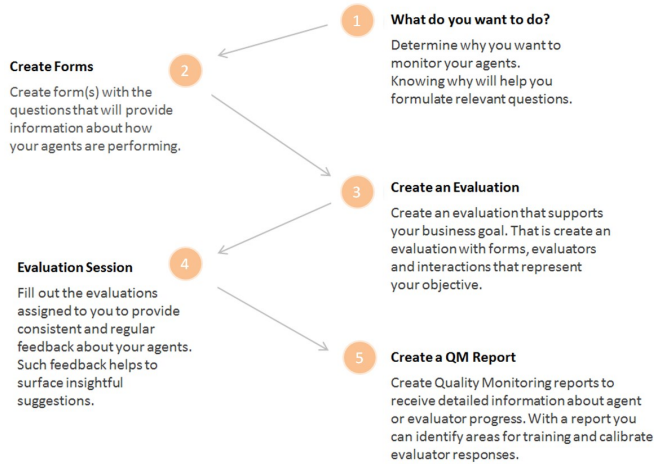 1
What do you want to do?
Determine why you want to
monitor your agents.
Knowing why will help you
formulate relevant questions.
2
Create Forms
Create form(s) with the
questions that will provide
information about how
your agents are performing.
3
Create an Evaluation
Create an evaluation that supports
your business goal. That is create an
evaluation with forms, evaluators
and interactions that represent
your objective.
4
Evaluation Session
Fill out the evaluations
assigned to you to provide
consistent and regular
feedback about your agents.
Such feedback helps to
surface insightful
suggestions.
5
Create a QM Report
Create Quality Monitoring reports to
receive detailed information about agent
or evaluator progress. With a report you
can identify areas for training and calibrate
evaluator responses.